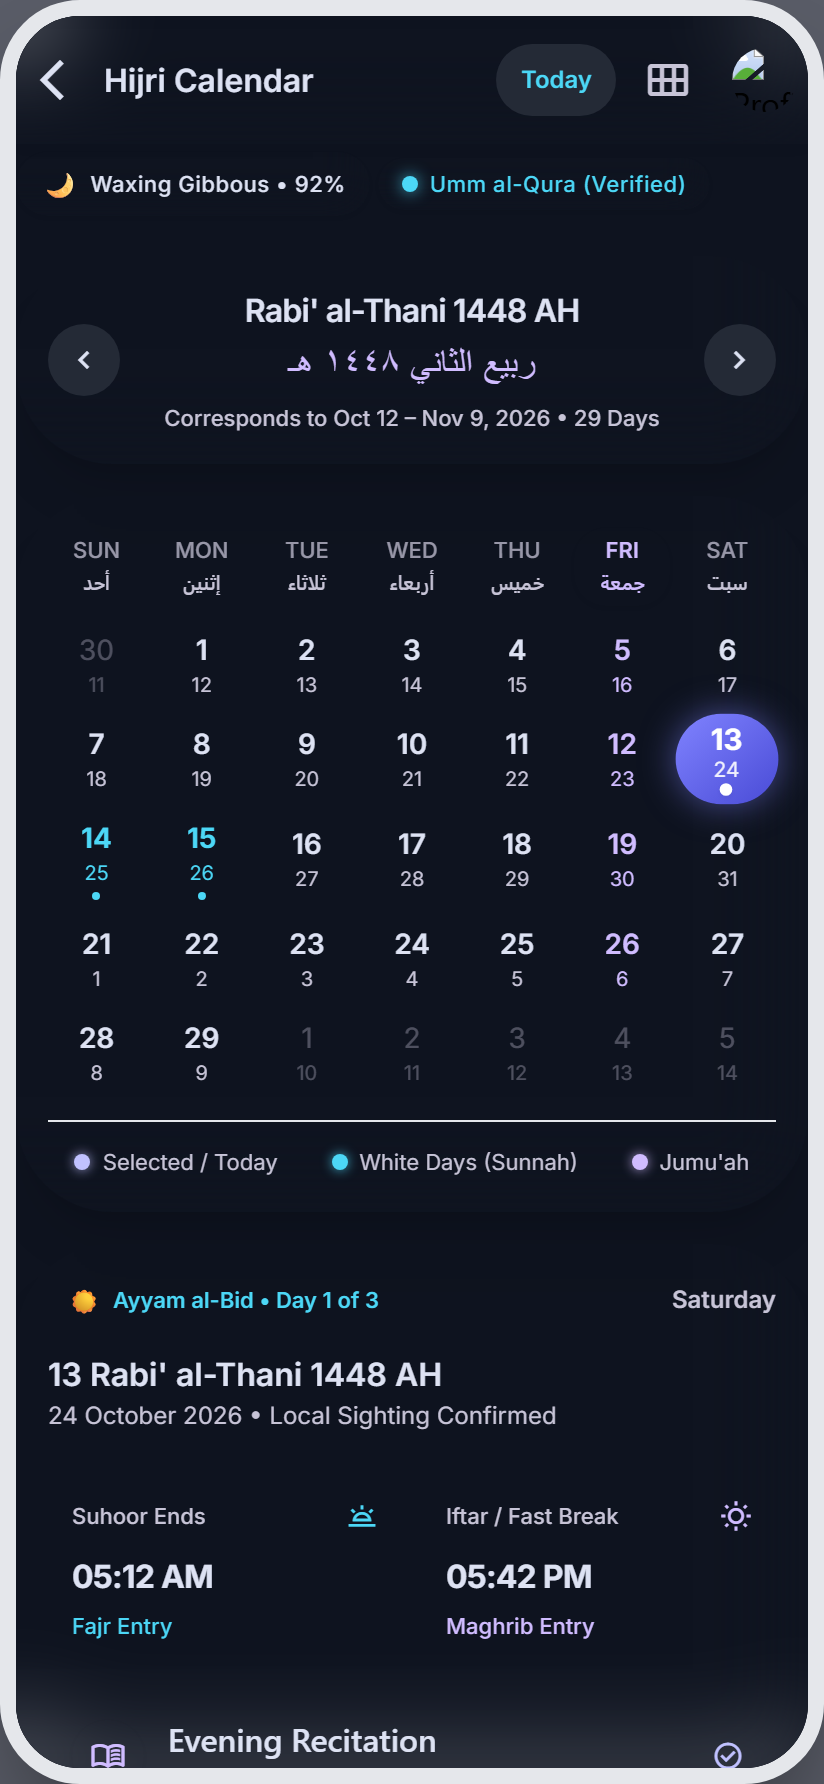 Hijri Calendar
Today
Prof
Waxing Gibbous • 92%
Umm al-Qura (Verified)
Rabi' al-Thani 1448 AH
ربيع الثاني ١٤٤٨ هـ
Corresponds to Oct 12 – Nov 9, 2026 • 29 Days
SUN MON TUE WED THU FRI SAT
أحد إثنين ثلاثاء أربعاء خميس جمعة سبت
30 1 2 3 4 5 6
11 12 13 14 15 16 17
7 8 9 10 11 12 13
18 19 20 21 22 23 24
14 15 16 17 18 19 20
25 26 27 28 29 30 31
21 22 23 24 25 26 27
1 2 3 4 5 6 7
28 29 1 2 3 4 5
8 9 10 11 12 13 14
Selected / Today
White Days (Sunnah)
Jumu'ah
Ayyam al-Bid • Day 1 of 3
Saturday
13 Rabi' al-Thani 1448 AH
24 October 2026 • Local Sighting Confirmed
Suhoor Ends
05:12 AM
Fajr Entry
Iftar / Fast Break
05:42 PM
Maghrib Entry
Evening Recitation